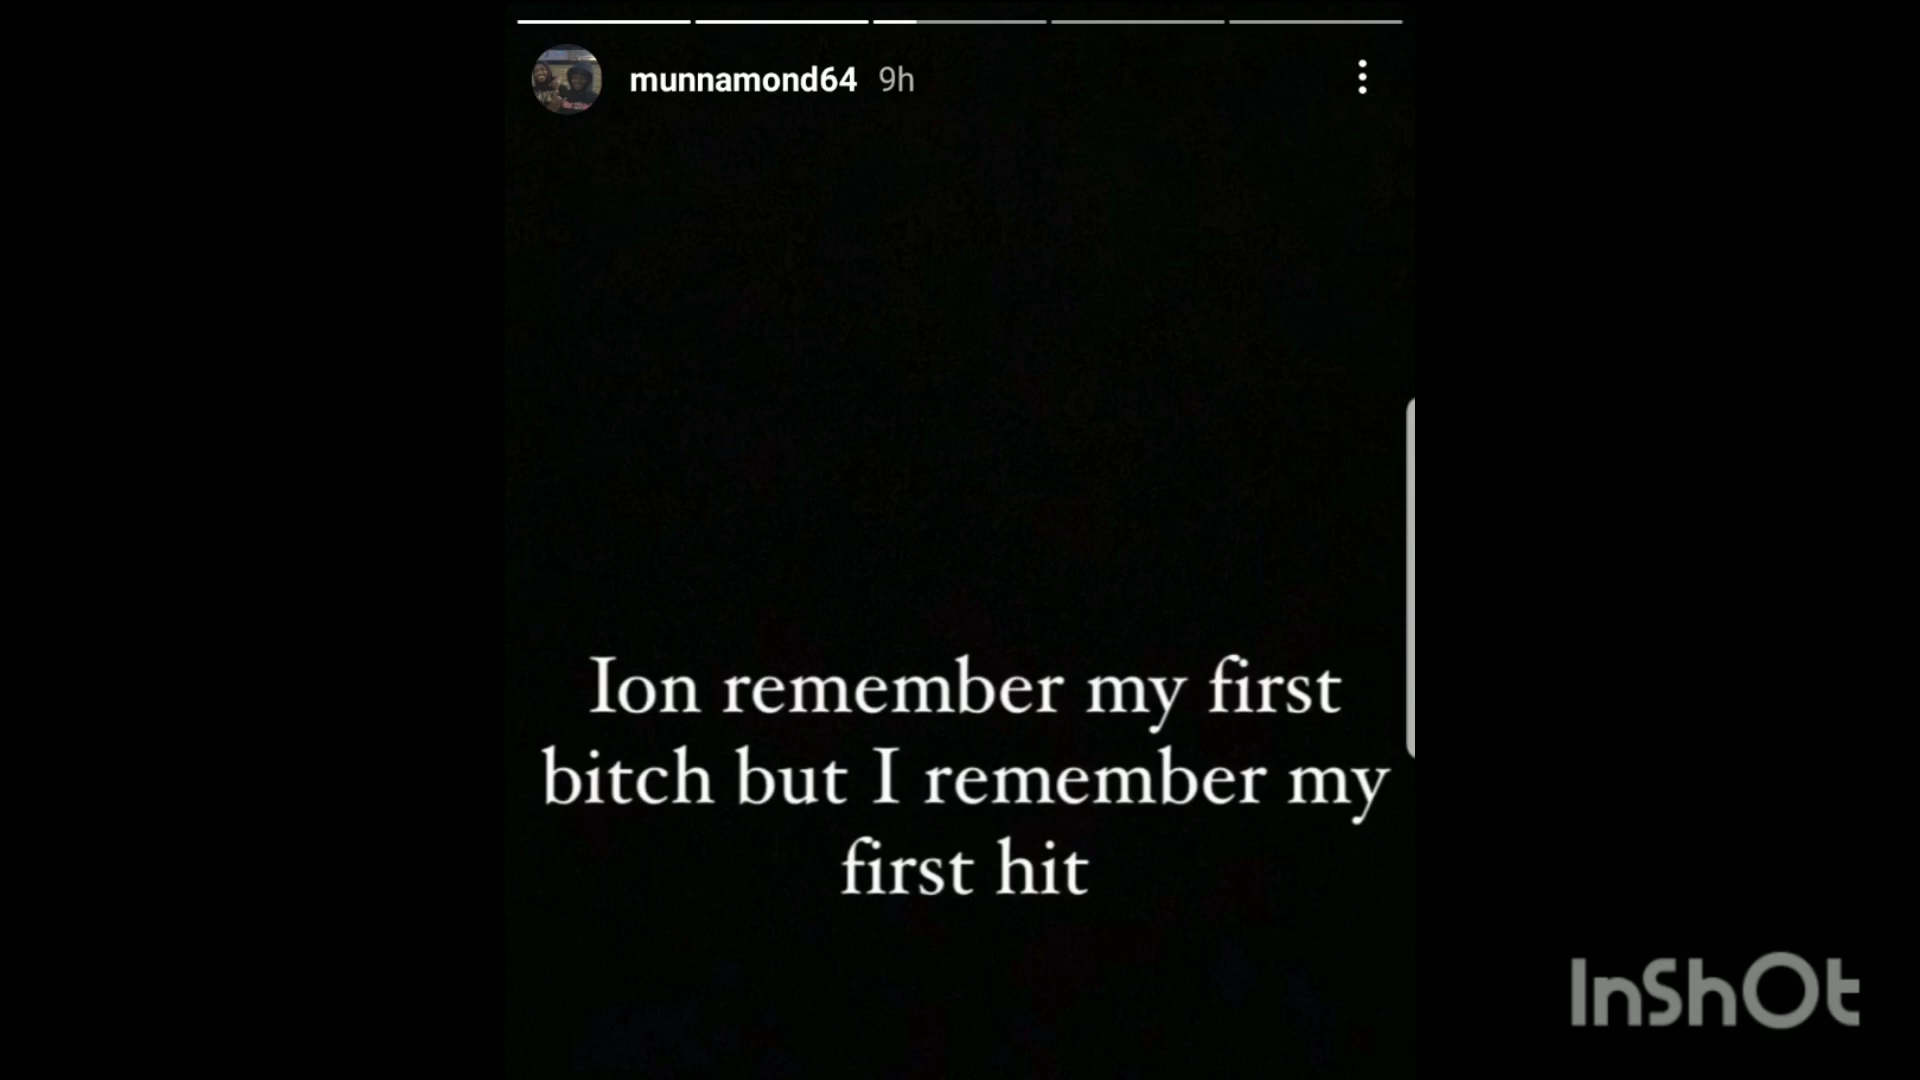 munnamond64 9h
Ion remember my first
bitch but I remember my
first hit
InShOt